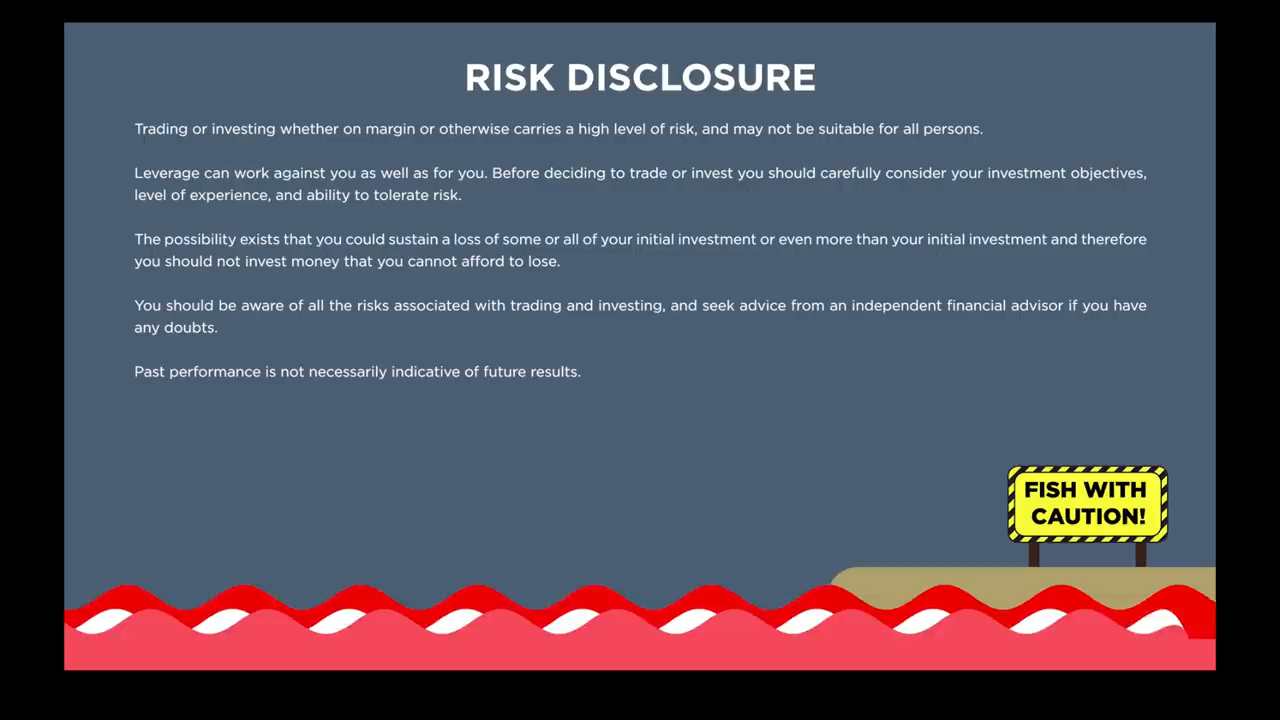 RISK DISCLOSURE
Trading or investing whether on margin or otherwise carries a high level of risk, and may not be suitable for all persons.
Leverage can work against you as well as for you. Before deciding to trade or invest you should carefully consider your investment objectives,
level of experience, and ability to tolerate risk.
The possibility exists that you could sustain a loss of some or all of your initial investment or even more than your initial investment and therefore
you should not invest money that you cannot afford to lose.
You should be aware of all the risks associated with trading and investing, and seek advice from an independent financial advisor if you have
any doubts.
Past performance is not necessarily indicative of future results.
FISH WITH
CAUTION!